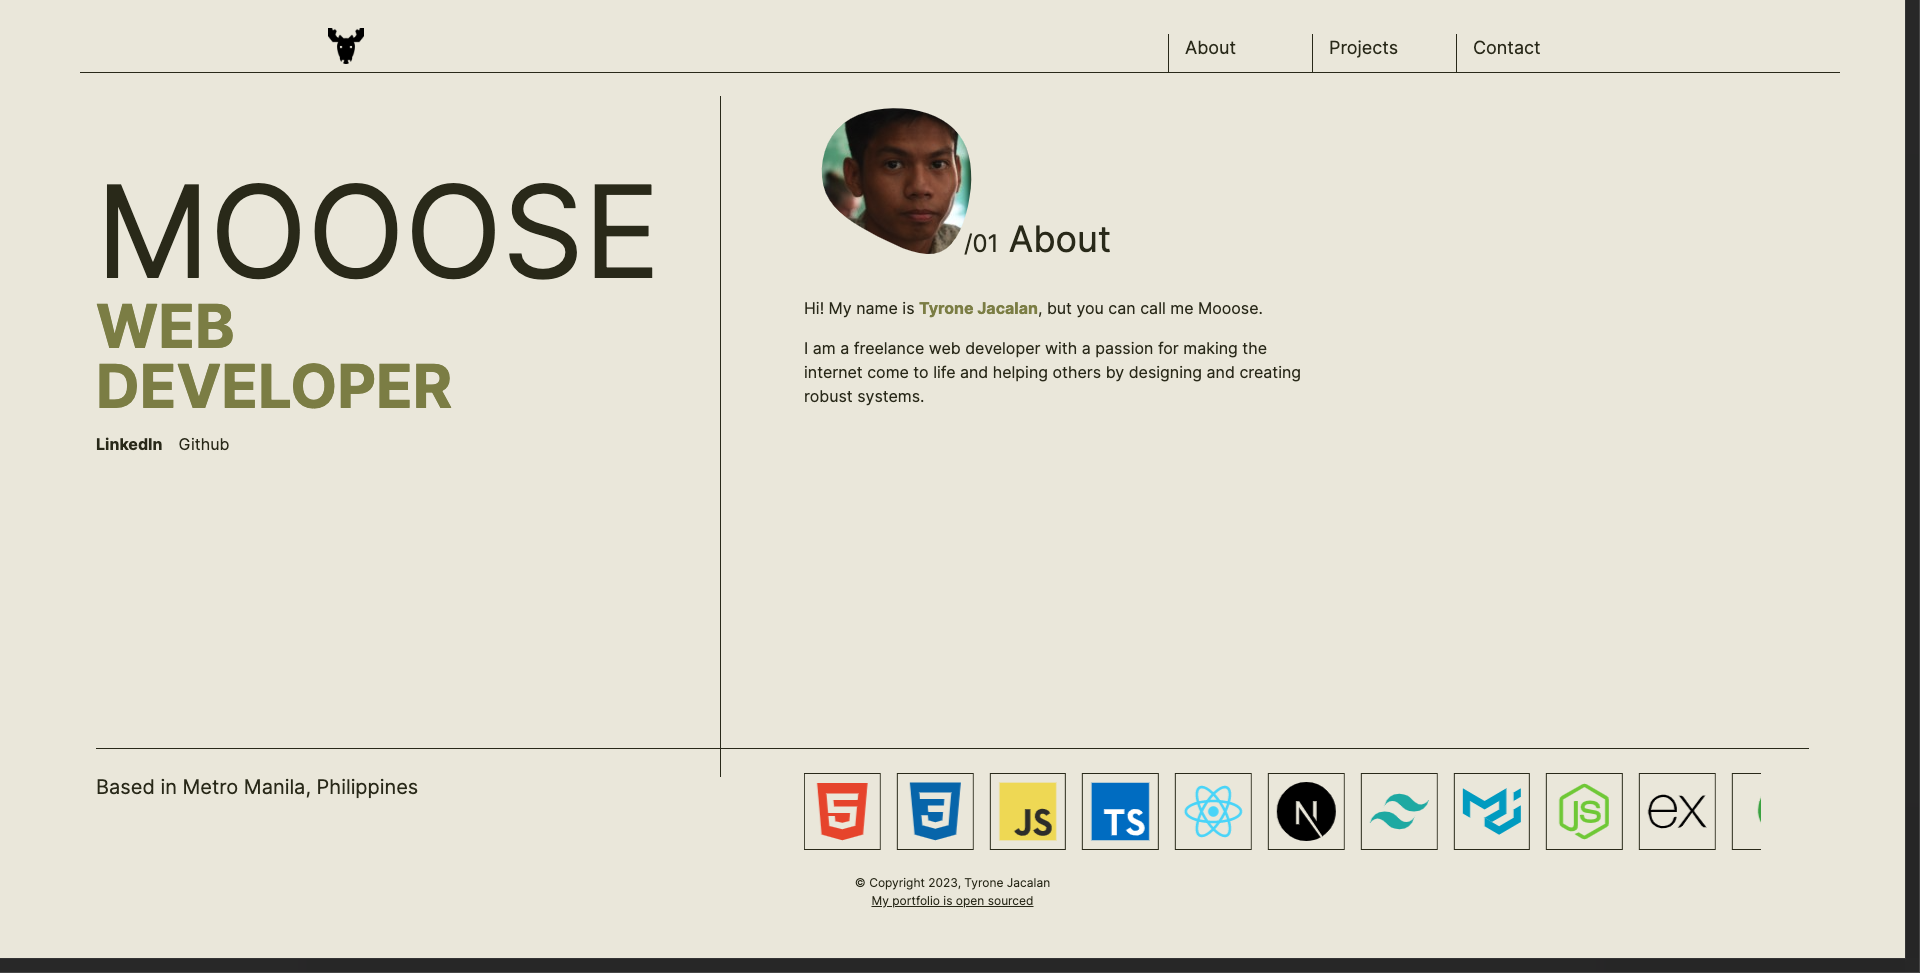 About
Projects
Contact
MOOOSE
WEB
DEVELOPER
LinkedIn Github
/01 About
Hi! My name is Tyrone Jacalan, but you can call me Mooose.
I am a freelance web developer with a passion for making the
internet come to life and helping others by designing and creating
robust systems.
Based in Metro Manila, Philippines
5
3
JS
TS
N
JS
ex
© Copyright 2023, Tyrone Jacalan
My portfolio is open sourced